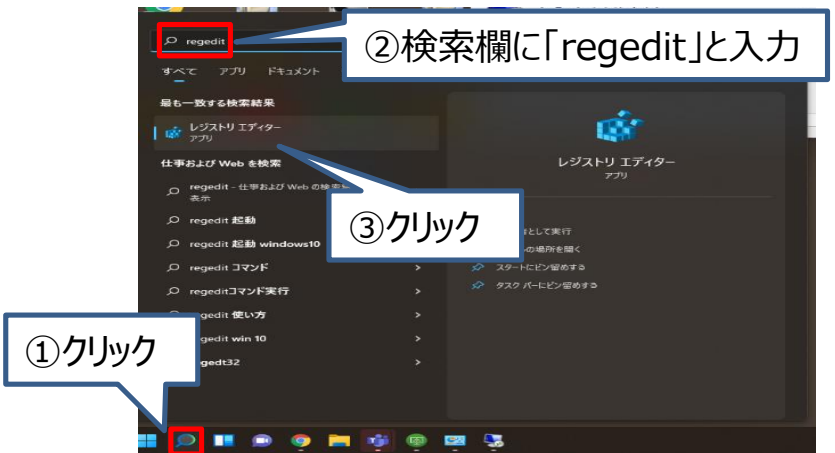 regedit
②検索欄に「regedit」と入力
すべて アプリ ドキュメント
最も一致する検索結果
レジストリ エディター
アプリ
レジストリ エディター
アプリ
仕事および Web を検索
regedit - 仕事および Web の検索
表示
③クリック
regedit 起動
regedit 起動 windows10
regedit コマンド
regeditコマンド実行
regedit 使い方
gedit win 10
gedt32
として実行
の場所を開く
スタートにピン留めする
タスク バーにピン留めする
①クリック